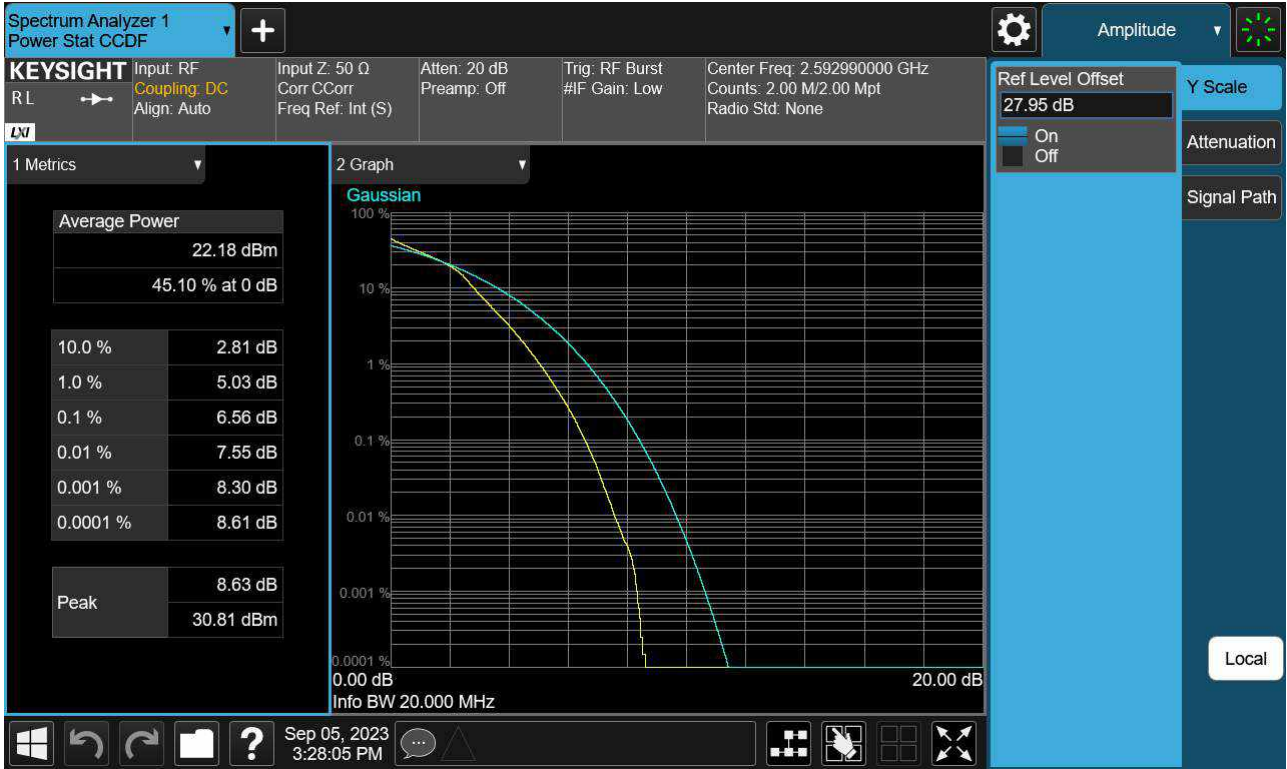 Spectrum Analyzer 1
Power Stat CCDF
+
Amplitude
KEYSIGHT
R L
LXI
Input: RF
Coupling: DC
Align: Auto
Input Z: 50 Ω
Corr CCorr
Freq Ref: Int (S)
Atten: 20 dB
Preamp: Off
Trig: RF Burst
#IF Gain: Low
Center Freq: 2.592990000 GHz
Counts: 2.00 M/2.00 Mpt
Radio Std: None
Ref Level Offset
27.95 dB
On
Off
Y Scale
Attenuation
Signal Path
Local
1 Metrics
Average Power
22.18 dBm
45.10 % at 0 dB
10.0 % 2.81 dB
1.0 % 5.03 dB
0.1 % 6.56 dB
0.01 % 7.55 dB
0.001 % 8.30 dB
0.0001 % 8.61 dB
Peak
8.63 dB
30.81 dBm
2 Graph
Gaussian
100 %
10 %
1 %
0.1 %
0.01 %
0.001 %
0.0001 %
0.00 dB 20.00 dB
Info BW 20.000 MHz
?
Sep 05, 2023
3:28:05 PM